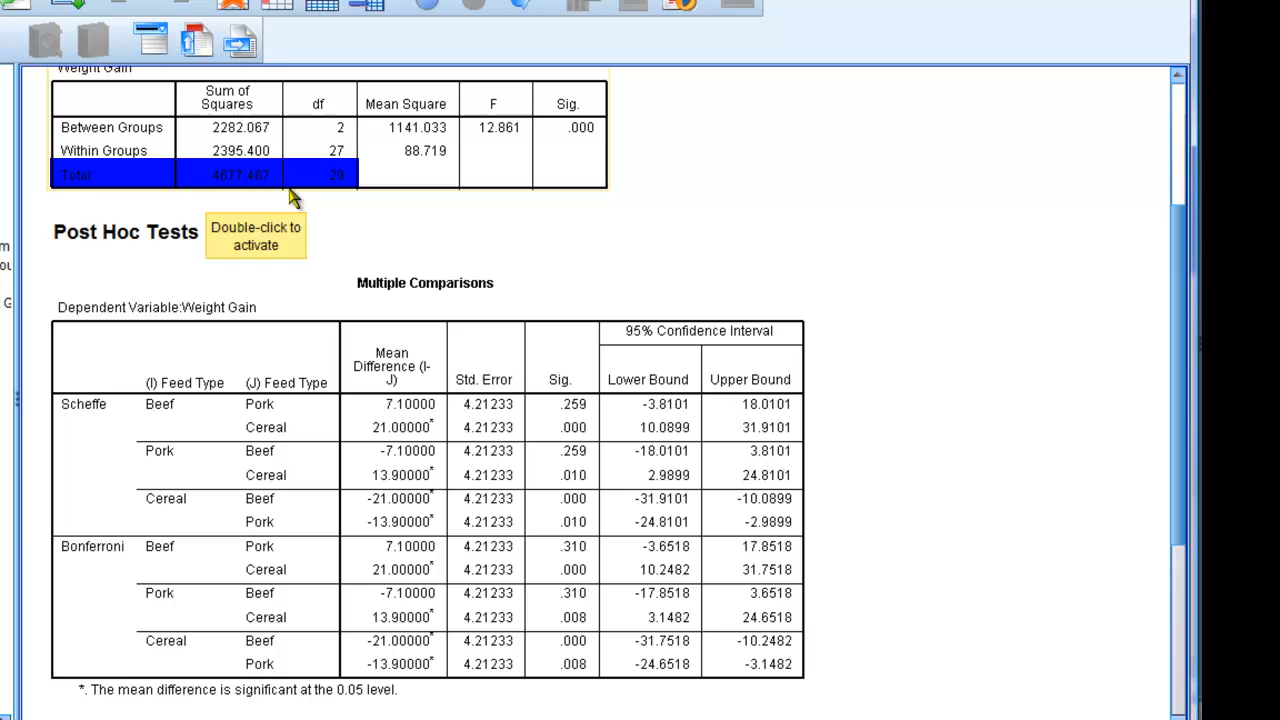 Weight Gain
Sum of Squares df Mean Square F Sig.
Between Groups 2282.067 2 1141.033 12.861 .000
Within Groups 2395.400 27 88.719
Total 4677.467 29
Post Hoc Tests
Double-click to
activate
Multiple Comparisons
Dependent Variable:Weight Gain
(I) Feed Type (J) Feed Type Mean Difference (I-J) Std. Error Sig. 95% Confidence Interval
Lower Bound Upper Bound
Scheffe Beef Pork 7.10000 4.21233 .259 -3.8101 18.0101
Cereal 21.00000* 4.21233 .000 10.0899 31.9101
Pork Beef -7.10000 4.21233 .259 -18.0101 3.8101
Cereal 13.90000* 4.21233 .010 2.9899 24.8101
Cereal Beef -21.00000* 4.21233 .000 -31.9101 -10.0899
Pork -13.90000* 4.21233 .010 -24.8101 -2.9899
Bonferroni Beef Pork 7.10000 4.21233 .310 -3.6518 17.8518
Cereal 21.00000* 4.21233 .000 10.2482 31.7518
Pork Beef -7.10000 4.21233 .310 -17.8518 3.6518
Cereal 13.90000* 4.21233 .008 3.1482 24.6518
Cereal Beef -21.00000* 4.21233 .000 -31.7518 -10.2482
Pork -13.90000* 4.21233 .008 -24.6518 -3.1482
*. The mean difference is significant at the 0.05 level.